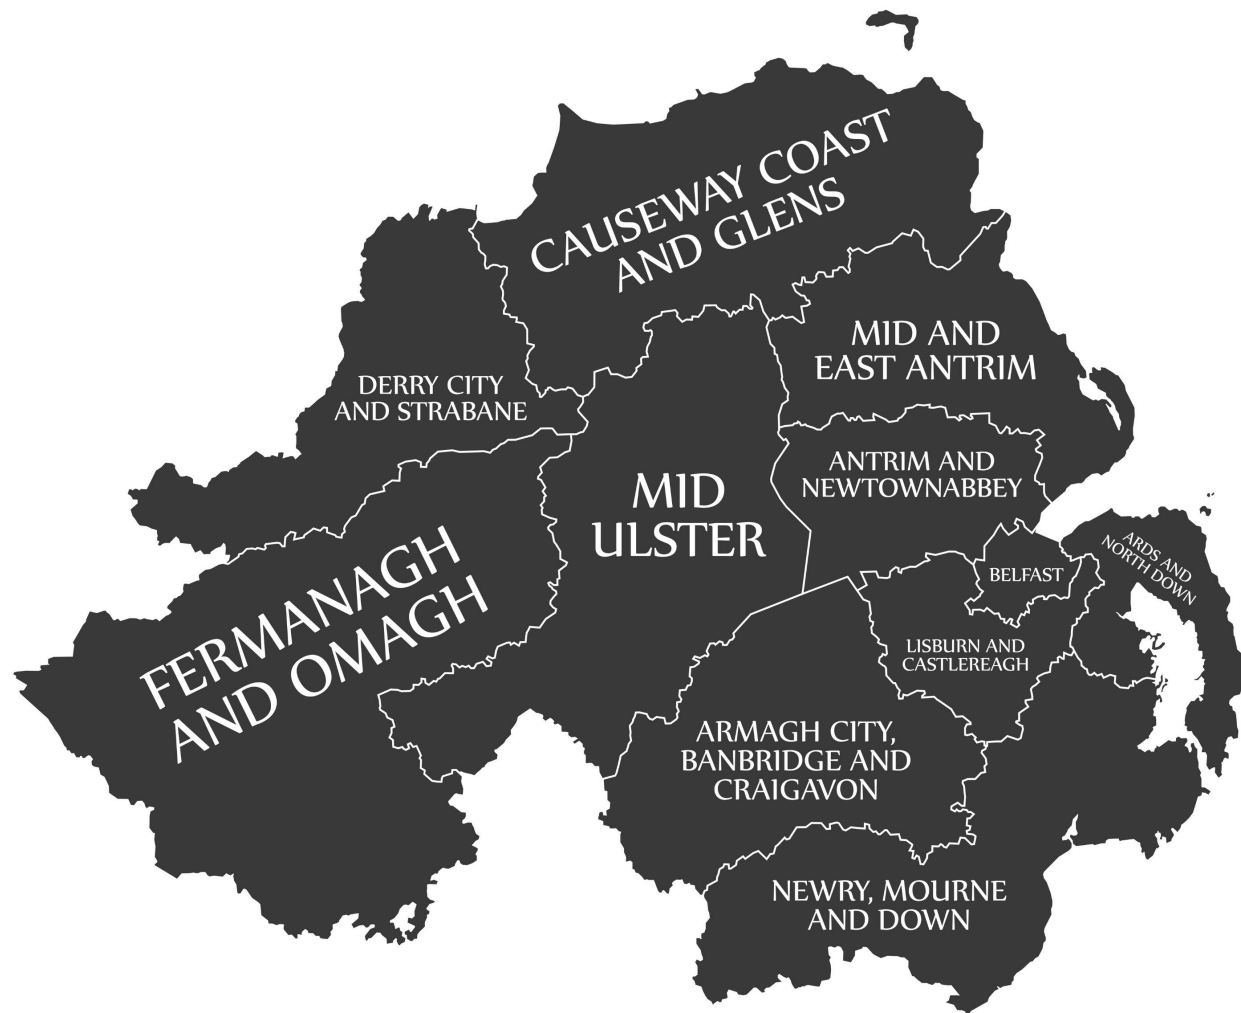 CAUSEWAY COAST
AND GLENS
MID AND
EAST ANTRIM
DERRY CITY
AND STRABANE
ANTRIM AND
NEWTOWNABBEY
MID
ULSTER
FERMANAGH
AND OMAGH
ARDS AND
NORTH DOWN
BELFAST
LISBURN AND
CASTLEREAGH
ARMAGH CITY,
BANBRIDGE AND
CRAIGAVON
NEWRY, MOURNE
AND DOWN